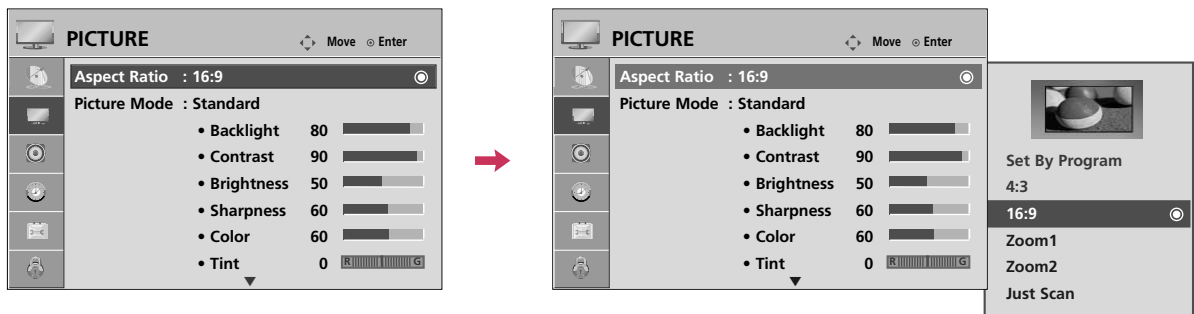 PICTURE Move Enter
Aspect Ratio : 16:9
Picture Mode : Standard
• Backlight 80
• Contrast 90
• Brightness 50
• Sharpness 60
• Color 60
• Tint 0 R G
PICTURE Move Enter
Aspect Ratio : 16:9
Picture Mode : Standard
• Backlight 80
• Contrast 90
• Brightness 50
• Sharpness 60
• Color 60
• Tint 0 R G
Set By Program
4:3
16:9
Zoom1
Zoom2
Just Scan